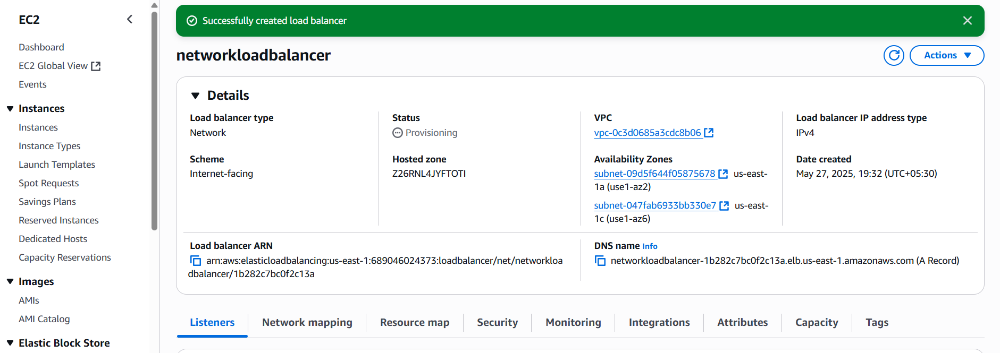 EC2
Dashboard
EC2 Global View
Events
Instances
Instances
Instance Types
Launch Templates
Spot Requests
Savings Plans
Reserved Instances
Dedicated Hosts
Capacity Reservations
Images
AMIs
AMI Catalog
Elastic Block Store
Successfully created load balancer
networkloadbalancer
Actions
Details
Load balancer type
Network
Status
Provisioning
VPC
vpc-0c3d0685a3cdc8b06
Load balancer IP address type
IPv4
Scheme
Internet-facing
Hosted zone
Z26RNL4JYFTOTI
Availability Zones
subnet-09d5f644f05875678 us-east-
1a (use1-az2)
subnet-047fab6933bb330e7 us-east-
1c (use1-az6)
Date created
May 27, 2025, 19:32 (UTC+05:30)
Load balancer ARN
arn:aws:elasticloadbalancing:us-east-1:689046024373:loadbalancer/net/networkloa
dbalancer/1b282c7bc0f2c13a
DNS name Info
networkloadbalancer-1b282c7bc0f2c13a.elb.us-east-1.amazonaws.com (A Record)
Listeners
Network mapping
Resource map
Security
Monitoring
Integrations
Attributes
Capacity
Tags